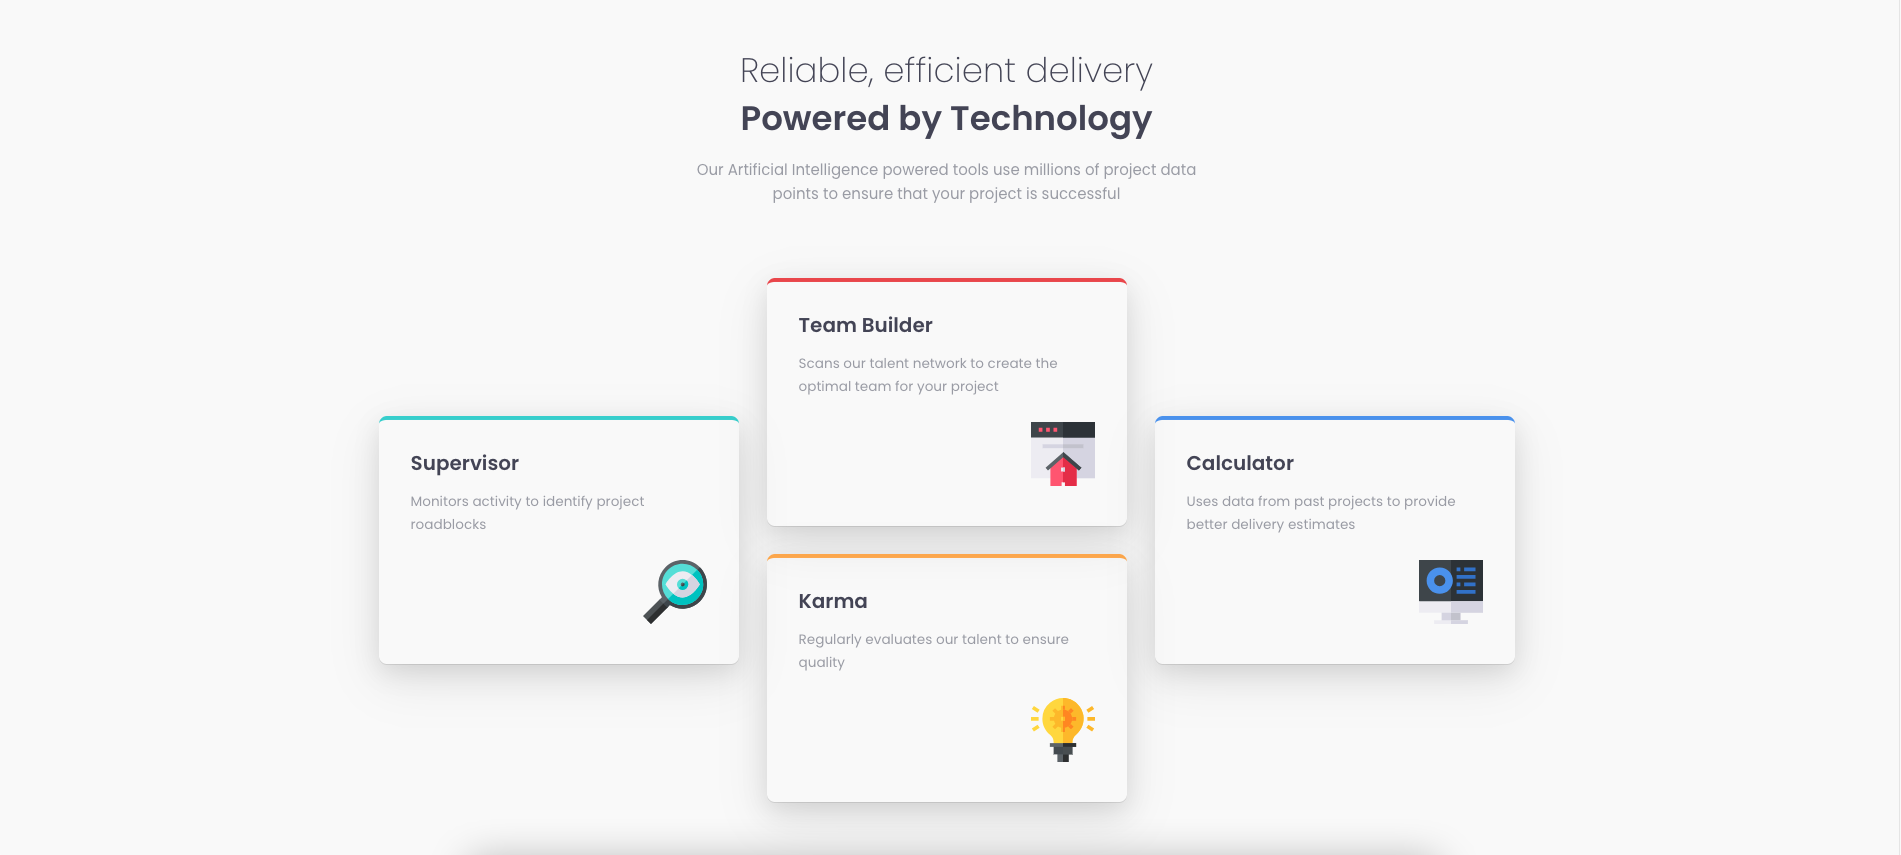 Reliable, efficient delivery
Powered by Technology
Our Artificial Intelligence powered tools use millions of project data
points to ensure that your project is successful
Team Builder
Scans our talent network to create the
optimal team for your project
Supervisor
Monitors activity to identify project
roadblocks
Calculator
Uses data from past projects to provide
better delivery estimates
Karma
Regularly evaluates our talent to ensure
quality